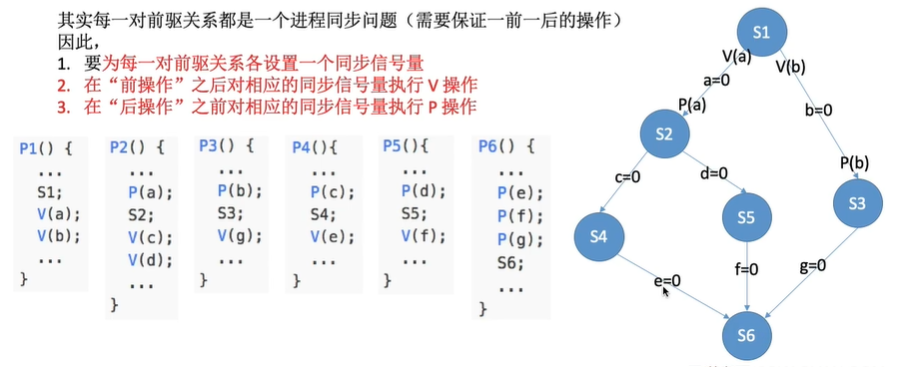 其实每一对前驱关系都是一个进程同步问题（需要保证一前一后的操作）
因此，
1. 要为每一对前驱关系各设置一个同步信号量
2. 在“前操作”之后对相应的同步信号量执行 V 操作
3. 在“后操作”之前对相应的同步信号量执行 P 操作
P1() {
...
S1;
V(a);
V(b);
...
}
P2() {
...
P(a);
S2;
V(c);
V(d);
...
}
P3() {
...
P(b);
S3;
V(g);
...
}
P4(){
...
P(c);
S4;
V(e);
...
}
P5(){
...
P(d);
S5;
V(f);
...
}
P6() {
...
P(e);
P(f);
P(g);
S6;
...
}
S1
V(a)
V(b)
a=0
P(a)
b=0
S2
P(b)
c=0
d=0
S3
S4
S5
e=0
f=0
g=0
S6